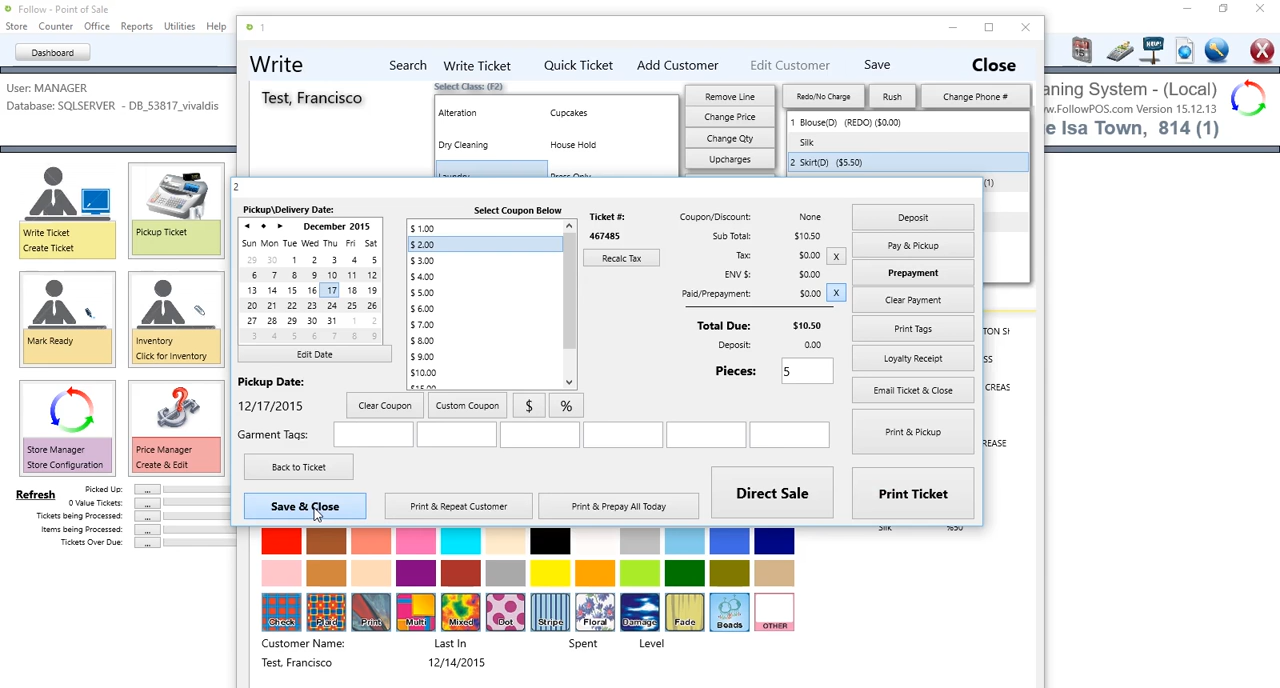 Follow - Point of Sale
Store Counter Office Reports Utilities Help
Dashboard
User: MANAGER
Database: SQLSERVER - DB_53817_vivaldis
aning System - (Local)
w.FollowPOS.com Version 15.12.13
e Isa Town, 814 (1)
HELP!
15
Write Ticket
Create Ticket
Pickup Ticket
Mark Ready
Inventory
Click for Inventory
Store Manager
Store Configuration
Price Manager
Create & Edit
Refresh
Picked Up: ...
0 Value Tickets: ...
Tickets being Processed: ...
Items being Processed: ...
Tickets Over Due: ...
1
Write
Search Write Ticket Quick Ticket Add Customer Edit Customer Save Close
Test, Francisco
Select Class: (F2)
Alteration Cupcakes
Dry Cleaning House Hold
Laundry Press Only
Remove Line
Change Price
Change Qty
Upcharges
Redo/No Charge Rush Change Phone #
1 Blouse(D) (REDO) ($0.00)
Silk
2 Skirt(D) ($5.50)
(1)
2
Pickup\Delivery Date:
December 2015
Sun Mon Tue Wed Thu Fri Sat
29 30 1 2 3 4 5
6 7 8 9 10 11 12
13 14 15 16 17 18 19
20 21 22 23 24 25 26
27 28 29 30 31 1 2
3 4 5 6 7 8 9
Edit Date
Pickup Date:
12/17/2015
Select Coupon Below
$ 1.00
$ 2.00
$ 3.00
$ 4.00
$ 5.00
$ 6.00
$ 7.00
$ 8.00
$ 9.00
$10.00
$15.00
Clear Coupon Custom Coupon $ %
Garment Tags:
Back to Ticket
Save & Close Print & Repeat Customer Print & Prepay All Today Direct Sale Print Ticket
Ticket #:
467485
Recalc Tax
Coupon/Discount: None
Sub Total: $10.50
Tax: $0.00 X
ENV $: $0.00
Paid/Prepayment: $0.00 X
Total Due: $10.50
Deposit: 0.00
Pieces: 5
Deposit
Pay & Pickup
Prepayment
Clear Payment
Print Tags
Loyalty Receipt
Email Ticket & Close
Print & Pickup
TON SH
SS
CREAS
REASE
Silk %50
Check Plaid Print Multi Mixed Dot Stripe Floral Damage Fade Beads OTHER
Customer Name: Last In Spent Level
Test, Francisco 12/14/2015